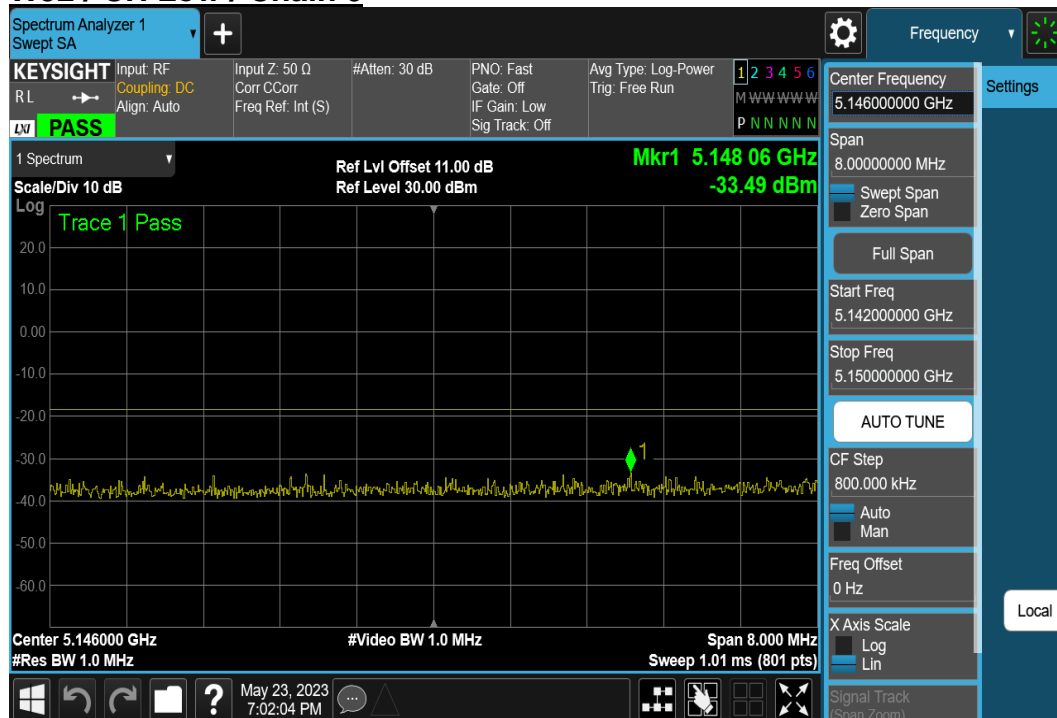 Spectrum Analyzer 1
Swept SA
Frequency
KEYSIGHT
R L
LXI
PASS
Input: RF
Coupling: DC
Align: Auto
Input Z: 50 Ω
Corr CCorr
Freq Ref: Int (S)
#Atten: 30 dB
PNO: Fast
Gate: Off
IF Gain: Low
Sig Track: Off
Avg Type: Log-Power
Trig: Free Run
1 2 3 4 5 6
M W W W W W
P N N N N N
1 Spectrum
Scale/Div 10 dB
Ref Lvl Offset 11.00 dB
Ref Level 30.00 dBm
Mkr1 5.148 06 GHz
-33.49 dBm
Log
Trace 1 Pass
20.0
10.0
0.00
-10.0
-20.0
-30.0
-40.0
-50.0
-60.0
1
Center 5.146000 GHz
#Res BW 1.0 MHz
#Video BW 1.0 MHz
Span 8.000 MHz
Sweep 1.01 ms (801 pts)
May 23, 2023
7:02:04 PM
Center Frequency
5.146000000 GHz
Span
8.00000000 MHz
Swept Span
Zero Span
Full Span
Start Freq
5.142000000 GHz
Stop Freq
5.150000000 GHz
AUTO TUNE
CF Step
800.000 kHz
Auto
Man
Freq Offset
0 Hz
X Axis Scale
Log
Lin
Signal Track
(Span Zoom)
Settings
Local